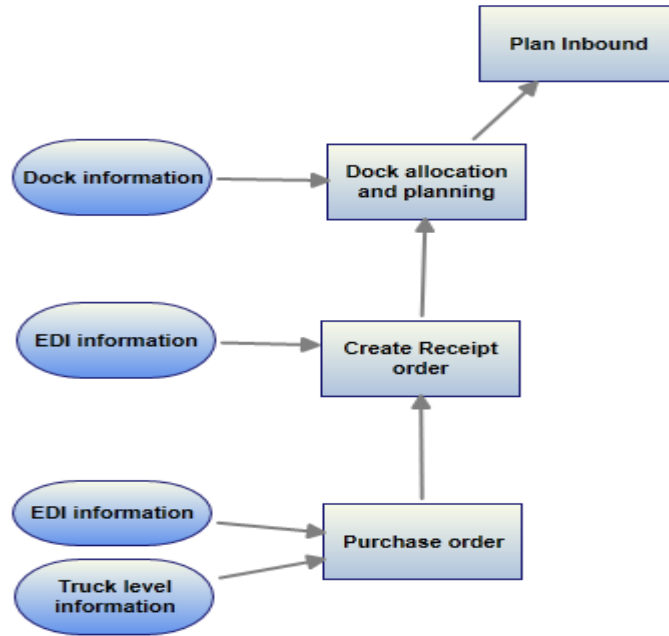 Plan Inbound
Dock information
Dock allocation
and planning
EDI information
Create Receipt
order
EDI information
Purchase order
Truck level
information